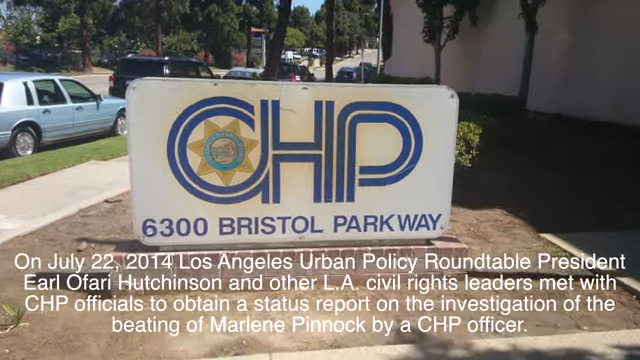 CHP
6300 BRISTOL PARKWAY
On July 22, 2014 Los Angeles Urban Policy Roundtable President
Earl Ofari Hutchinson and other L.A. civil rights leaders met with
CHP officials to obtain a status report on the investigation of the
beating of Marlene Pinnock by a CHP officer.